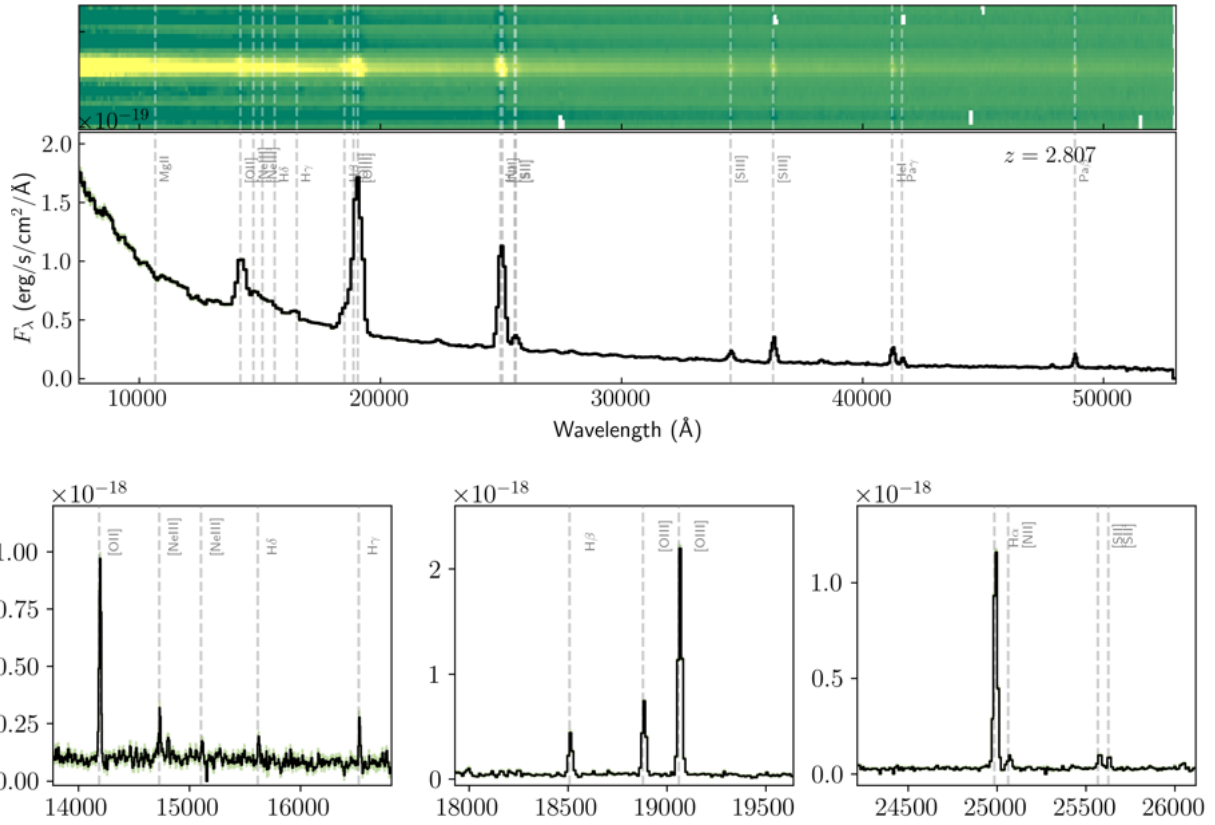 ×10−19
2.0
1.5
1.0
0.5
0.0
Fλ (erg/s/cm2/Å)
MgII
[OII]
[NeIII]
[NeIII]
Hδ
Hγ
[OIII]
[SII]
[SIII]
[SIII]
HeI
Paγ
z = 2.807
10000 20000 30000 40000 50000
Wavelength (Å)
×10−18
1.00
0.75
0.50
0.25
0.00
[OII]
[NeIII]
[NeIII]
Hδ
Hγ
14000 15000 16000
×10−18
2
1
0
Hβ
[OIII]
[OIII]
18000 18500 19000 19500
×10−18
1.0
0.5
0.0
Hα
[NII]
[SII]
[SII]
24500 25000 25500 26000